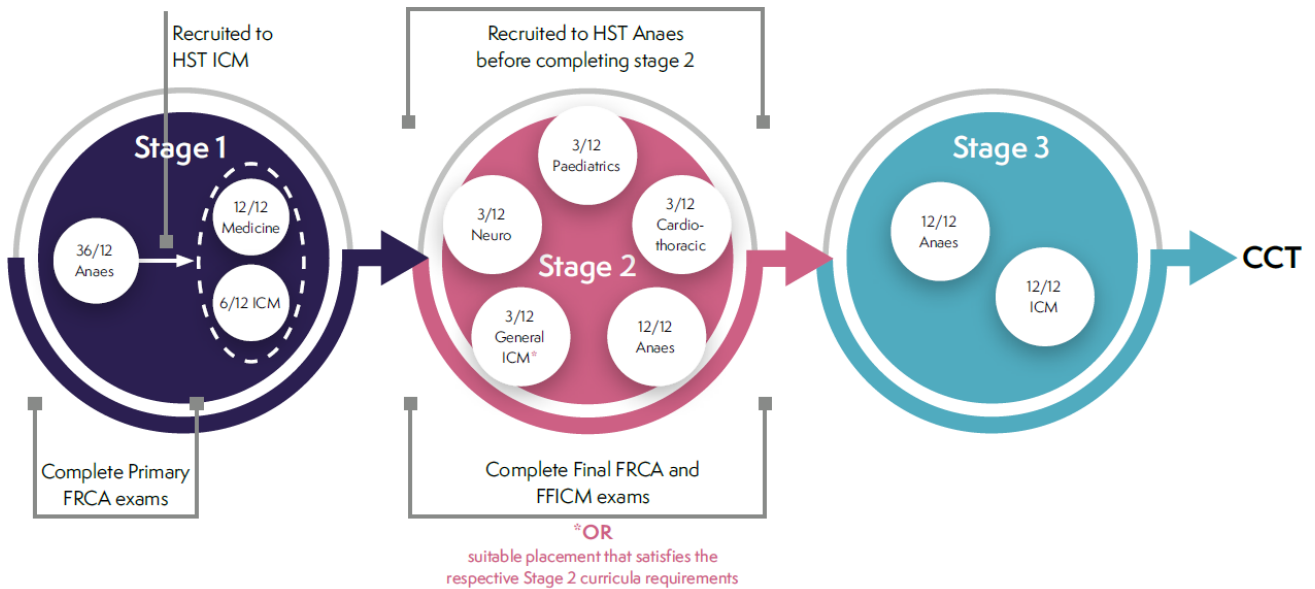 Recruited to
HST ICM
Stage 1
36/12
Anaes
12/12
Medicine
6/12 ICM
Complete Primary
FRCA exams
Recruited to HST Anaes
before completing stage 2
3/12
Paediatrics
3/12
Neuro
3/12
Cardio-
thoracic
Stage 2
3/12
General
ICM*
12/12
Anaes
Complete Final FRCA and
FFICM exams
*OR
suitable placement that satisfies the
respective Stage 2 curricula requirements
Stage 3
12/12
Anaes
12/12
ICM
CCT